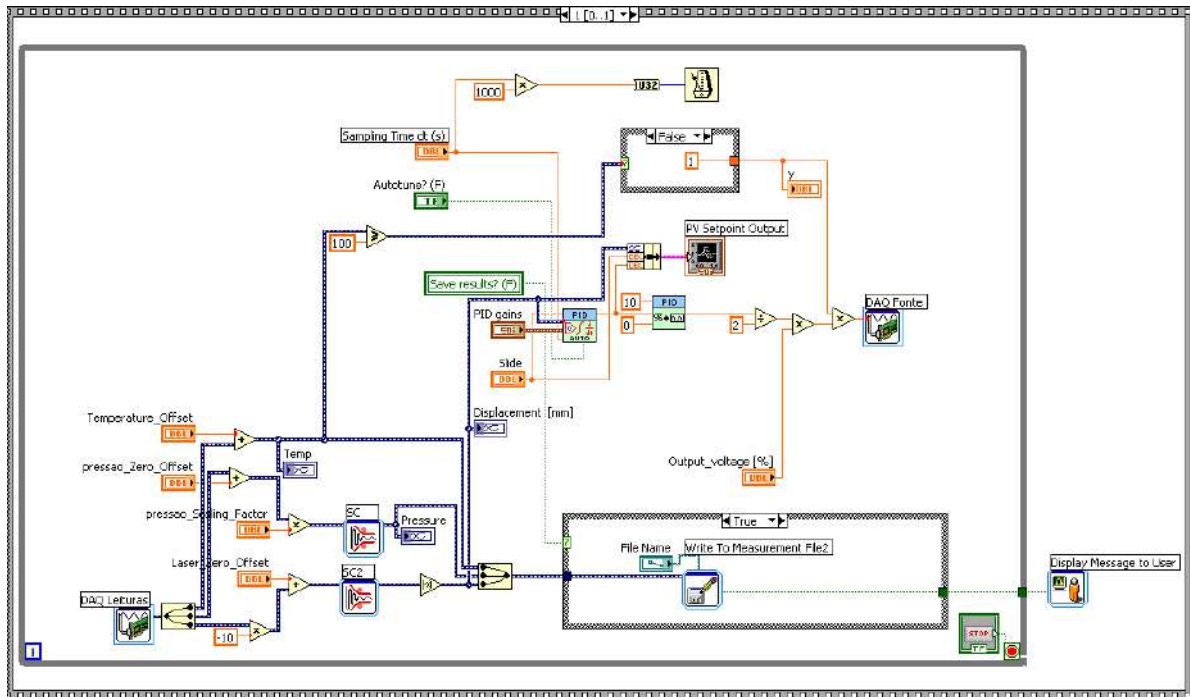 1 [0..1]
1000
U32
Sampling Time dt (s)
DBL
False
1
y
DBL
Autotune? (F)
TF
100
PV Setpoint Output
Save results? (F)
PID gains
PID
AUTO
10
PID
0
2
DAQ Fonte
Slide
DBL
Displacement [mm]
Temperature_Offset
DBL
Temp
pressao_Zero_Offset
DBL
Output_voltage [%]
DBL
pressao_Scaling_Factor
DBL
SC
Pressure
True
File Name
Write To Measurement File2
Laser_Zero_Offset
DBL
SC2
Display Message to User
DAQ Leituras
-10
STOP
TF
i